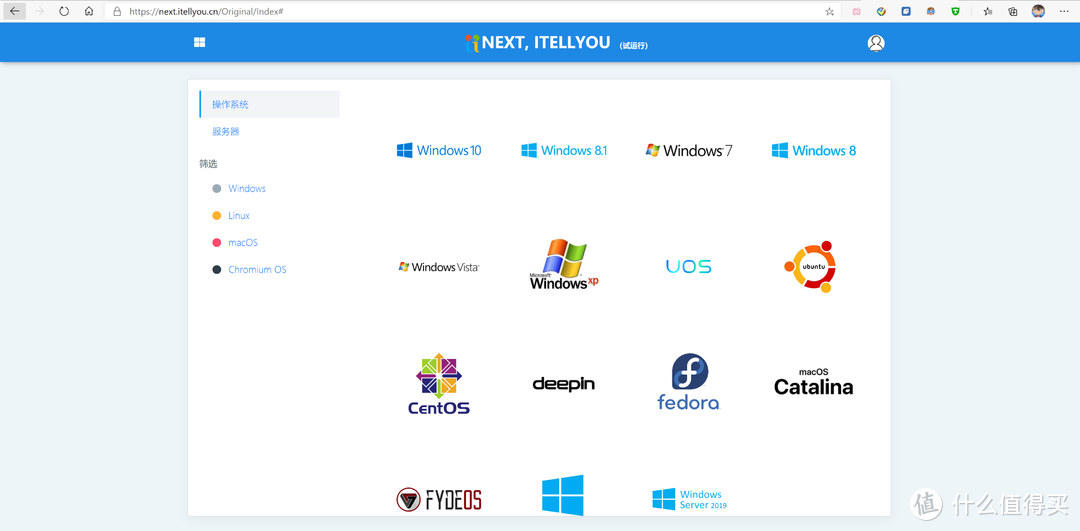 https://next.itellyou.cn/Original/Index#
NEXT, ITELLYOU (试运行)
操作系统
服务器
筛选
Windows
Linux
macOS
Chromium OS
Windows 10
Windows 8.1
Windows 7
Windows 8
Windows Vista
Microsoft
Windows xp
UOS
ubuntu
CentOS
deepin
fedora
macOS
Catalina
FYDEOS
Windows
Server 2019
值 什么值得买